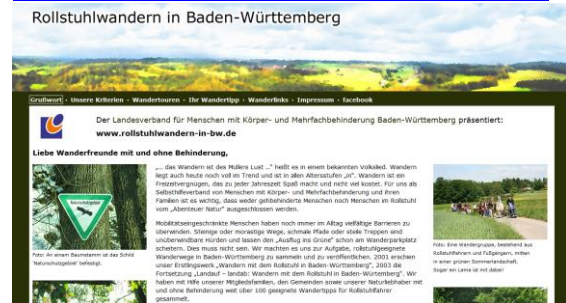 Rollstuhlwandern in Baden-Württemberg
Grußwort · Unsere Kriterien · Wandertouren · Ihr Wandertipp · Wanderlinks · Impressum · facebook
Der Landesverband für Menschen mit Körper- und Mehrfachbehinderung Baden-Württemberg präsentiert:
www.rollstuhlwandern-in-bw.de
Liebe Wanderfreunde mit und ohne Behinderung,
„... das Wandern ist des Müllers Lust ..“ heißt es in einem bekannten Volkslied. Wandern
liegt auch heute noch voll im Trend und ist in allen Altersstufen „in“. Wandern ist ein
Freizeitvergnügen, das zu jeder Jahreszeit Spaß macht und nicht viel kostet. Für uns als
Selbsthilfeverband von Menschen mit Körper- und Mehrfachbehinderung und ihren
Familien ist es wichtig, dass weder gehbehinderte Menschen noch Menschen im Rollstuhl
vom „Abenteuer Natur“ ausgeschlossen werden.
Mobilitätseingeschränkte Menschen haben noch immer im Alltag vielfältige Barrieren zu
überwinden. Steinige oder morastige Wege, schmale Pfade oder steile Treppen sind
unüberwindbare Hürden und lassen den „Ausflug ins Grüne“ schon am Wanderparkplatz
scheitern. Dies muss nicht sein. Wir machten es uns zur Aufgabe, rollstuhlgeeignete
Wanderwege in Baden-Württemberg zu sammeln und zu veröffentlichen. 2001 erschien
unser Erstlingswerk „Wandern mit dem Rollstuhl in Baden-Württemberg“, 2003 die
Fortsetzung „Landauf - landab: Wandern mit dem Rollstuhl in Baden-Württemberg“. Wir
haben mit Hilfe unserer Mitgliedsfamilien, den Gemeinden sowie unserer Naturliebhaber mit
und ohne Behinderung weit über 100 geeignete Wandertipps für Rollstuhlfahrer
gesammelt.
Naturschutzgebiet
Foto: An einem Baumstamm ist das Schild
'Naturschutzgebiet' befestigt.
Foto: Eine Wandergruppe, bestehend aus
Rollstuhlfahrern und Fußgängern, mitten
in einer grünen Sommerlandschaft.
Sogar ein Lama ist mit dabei!